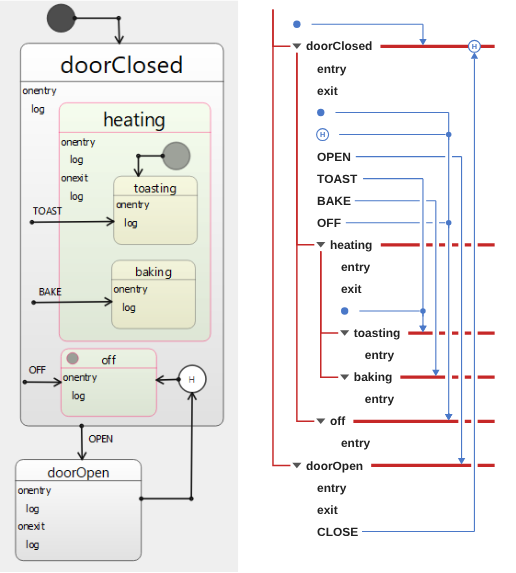 doorClosed
onentry
log
heating
onentry
log
onexit
log
toasting
onentry
log
TOAST
baking
onentry
log
BAKE
off
onentry
log
OFF
H
OPEN
doorOpen
onentry
log
onexit
log
doorClosed
H
entry
exit
H
OPEN
TOAST
BAKE
OFF
heating
entry
exit
toasting
entry
baking
entry
off
entry
doorOpen
entry
exit
CLOSE